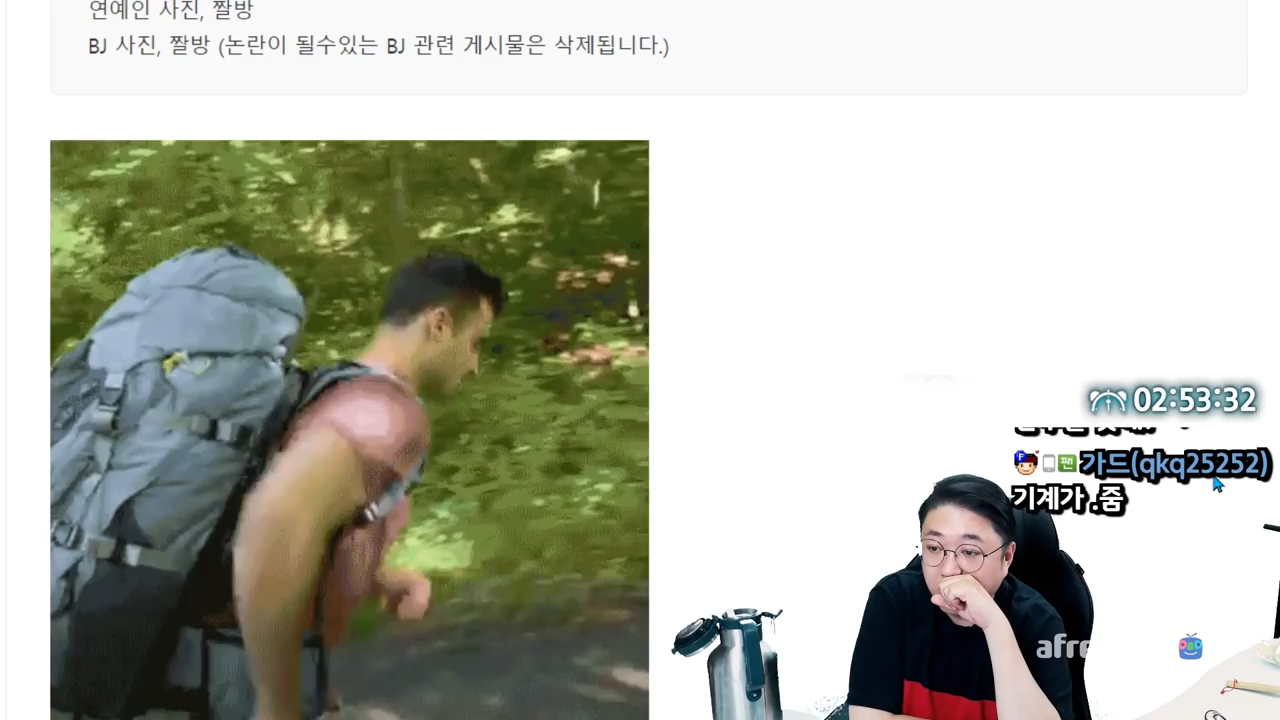 연예인 사진, 짤방
BJ 사진, 짤방 (논란이 될수있는 BJ 관련 게시물은 삭제됩니다.)
02:53:32
F 팬 가드(qkq25252)
기계가 .줌
afre